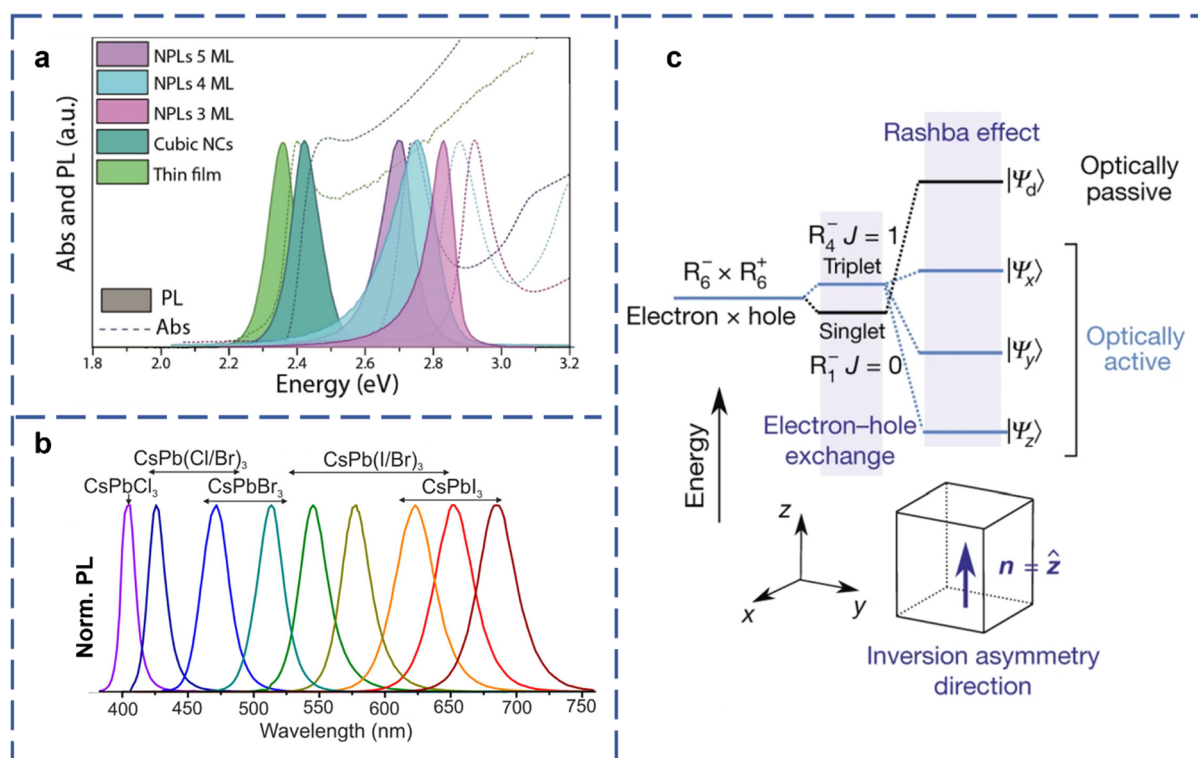 a
NPLs 5 ML
NPLs 4 ML
NPLs 3 ML
Cubic NCs
Thin film
PL
Abs
Abs and PL (a.u.)
1.8 2.0 2.2 2.4 2.6 2.8 3.0 3.2
Energy (eV)
b
CsPb(Cl/Br)₃
CsPb(I/Br)₃
CsPbCl₃
CsPbBr₃
CsPbI₃
Norm. PL
400 450 500 550 600 650 700 750
Wavelength (nm)
c
Rashba effect
|Ψd⟩
Optically
passive
R₄⁻ J = 1
Triplet
R₆⁻ × R₆⁺
Electron × hole
Singlet
R₁⁻ J = 0
|Ψx⟩
|Ψy⟩
|Ψz⟩
Optically
active
Electron–hole
exchange
Energy
z
x
y
n = ẑ
Inversion asymmetry
direction